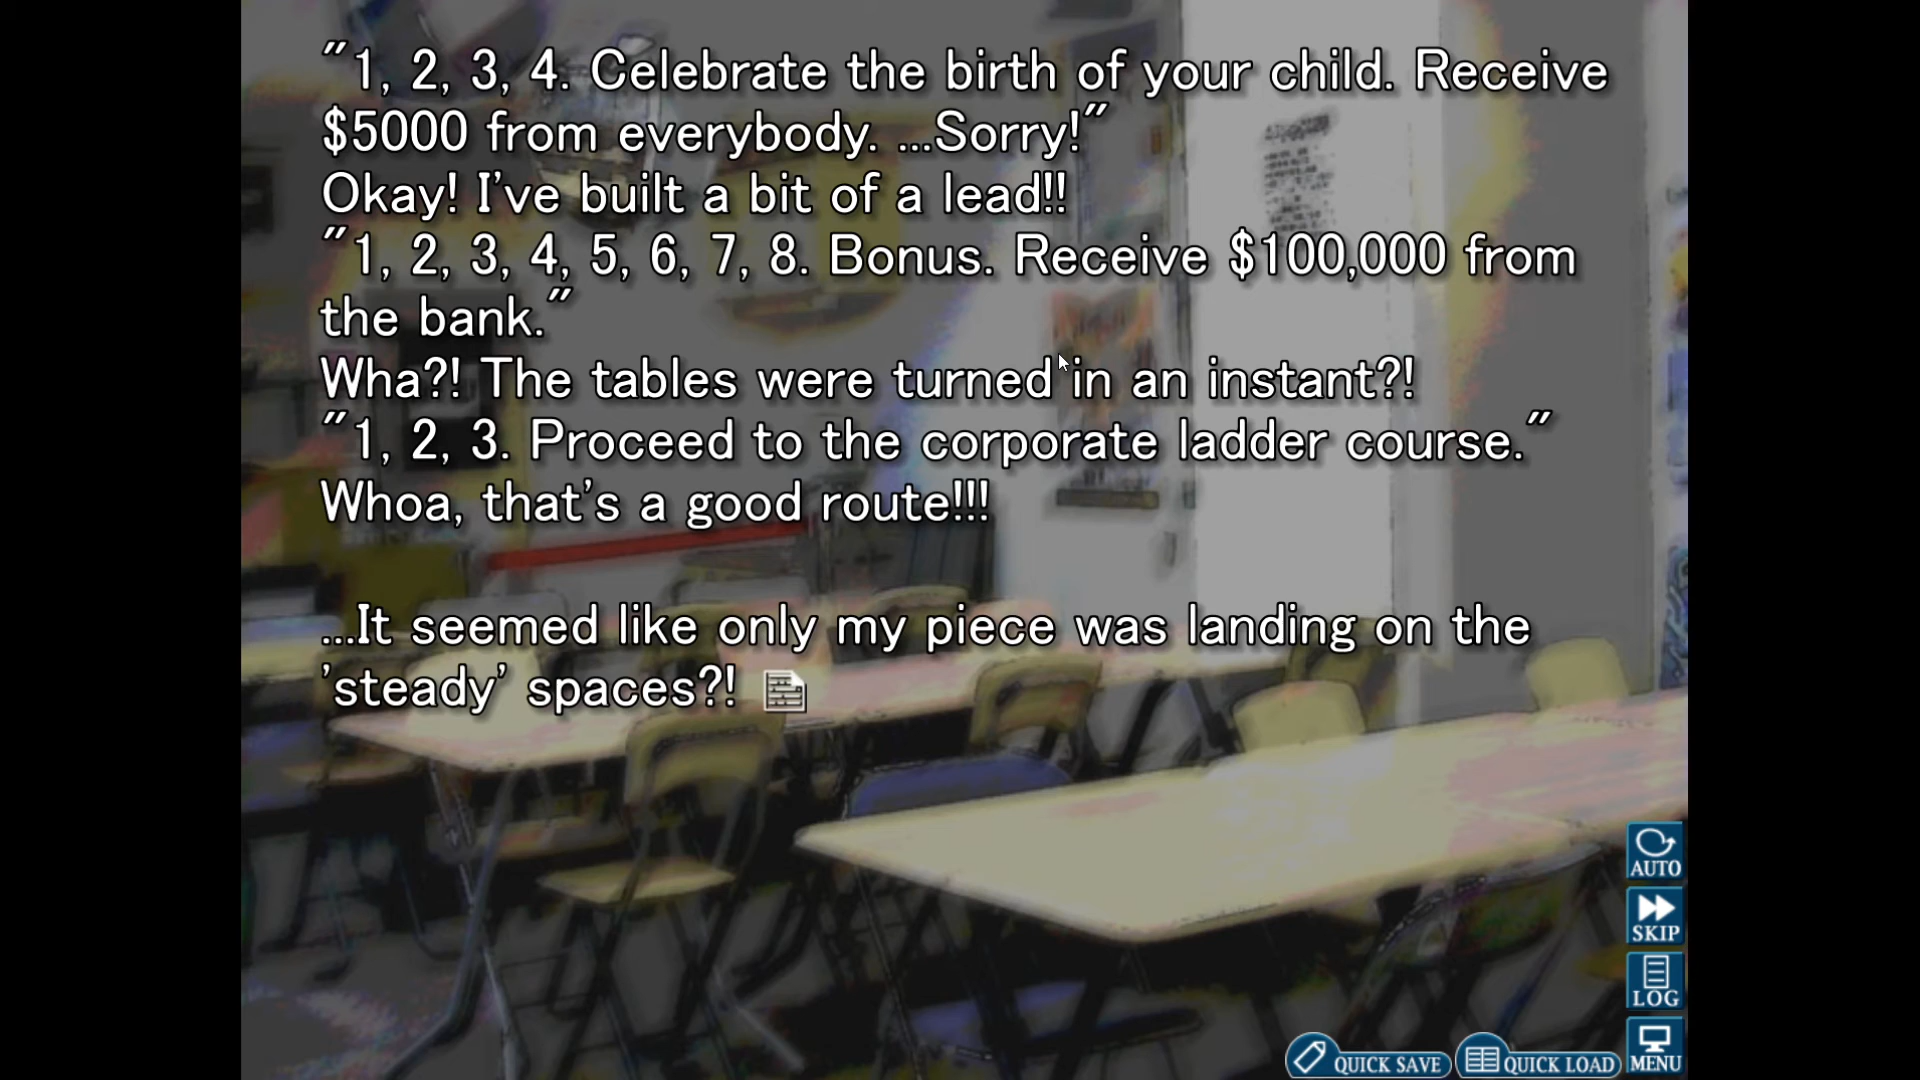 "1, 2, 3, 4. Celebrate the birth of your child. Receive
$5000 from everybody. ...Sorry!"
Okay! I've built a bit of a lead!!
"1, 2, 3, 4, 5, 6, 7, 8. Bonus. Receive $100,000 from
the bank."
Wha?! The tables were turned in an instant?!
"1, 2, 3. Proceed to the corporate ladder course."
Whoa, that's a good route!!!
...It seemed like only my piece was landing on the
'steady' spaces?!
AUTO
SKIP
LOG
MENU
QUICK SAVE
QUICK LOAD